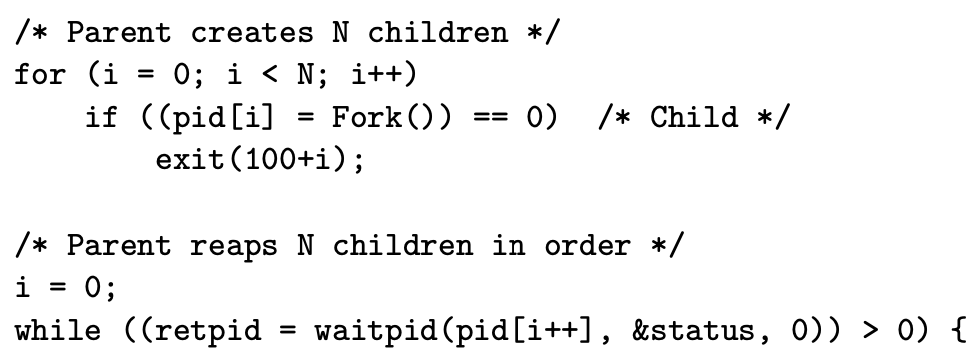 /* Parent creates N children */
for (i = 0; i < N; i++)
    if ((pid[i] = Fork()) == 0)  /* Child */
        exit(100+i);

/* Parent reaps N children in order */
i = 0;
while ((retpid = waitpid(pid[i++], &status, 0)) > 0) {